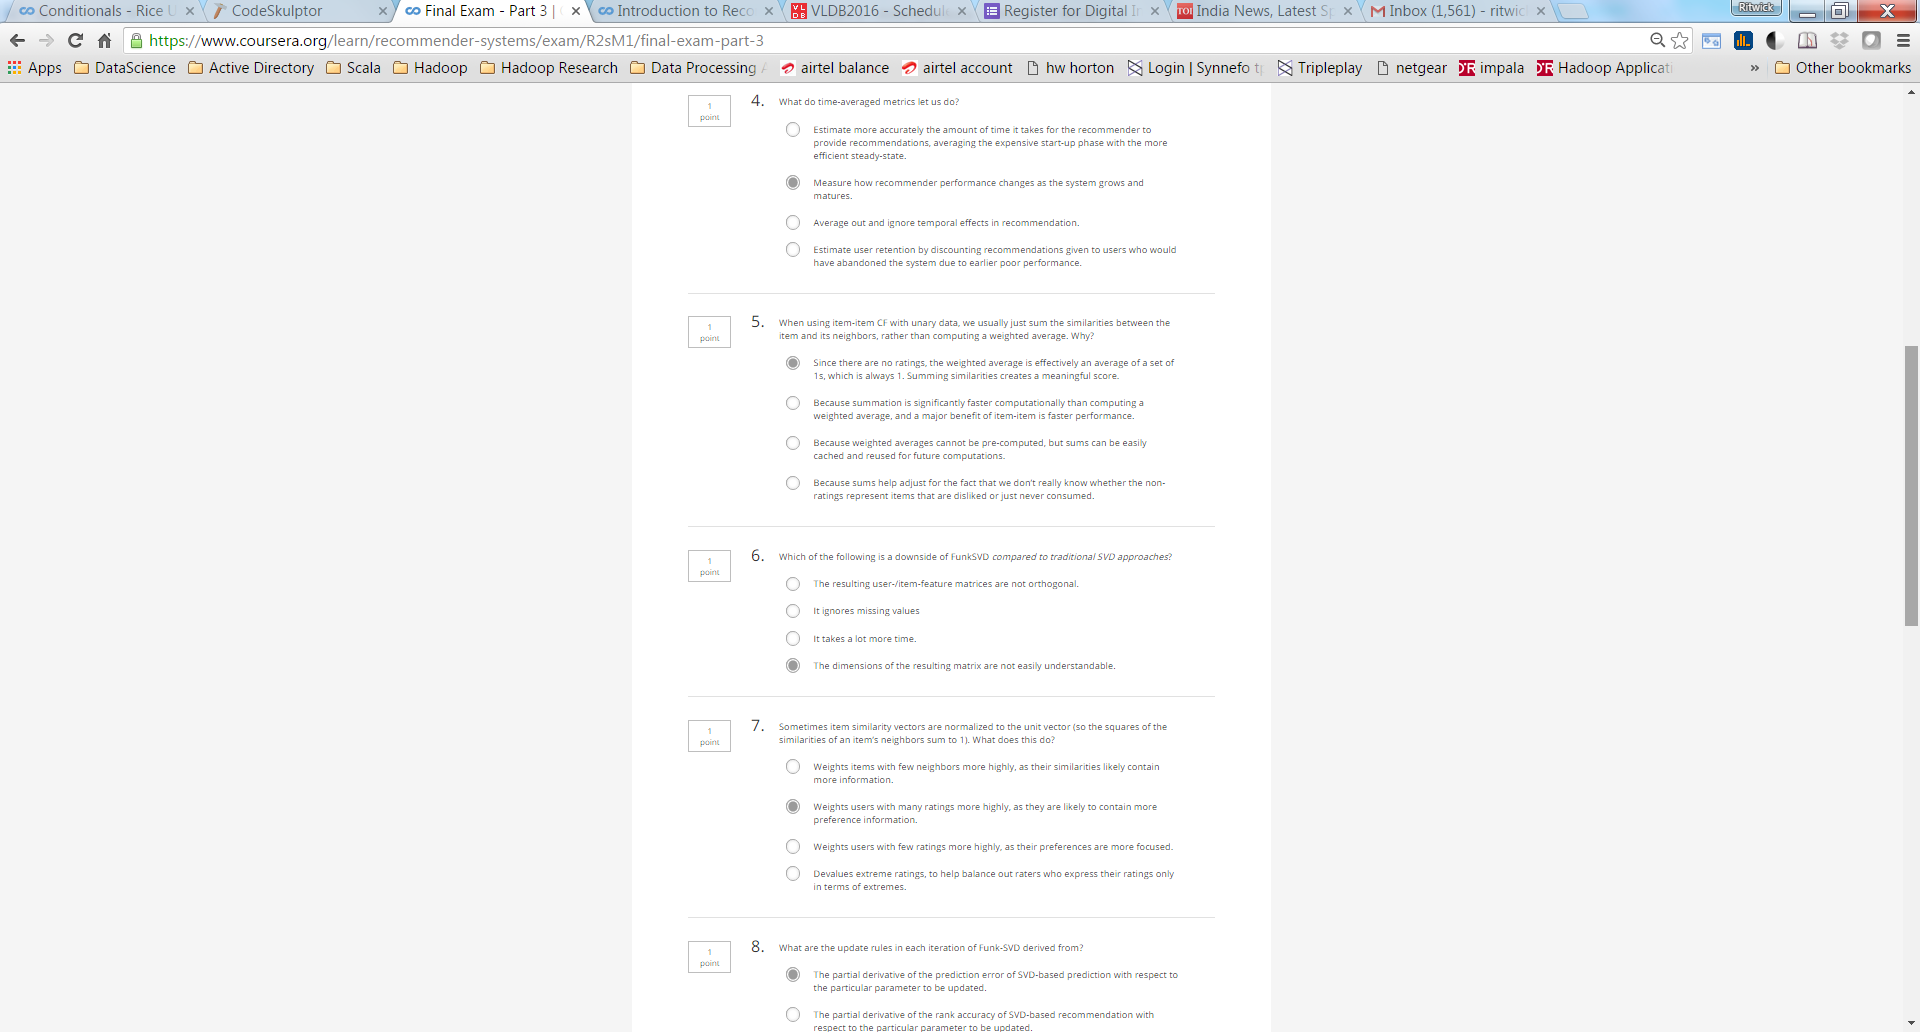 Conditionals - Rice U
CodeSkulptor
Final Exam - Part 3 |
Introduction to Reco
VLDB2016 - Schedule
Register for Digital I
India News, Latest Sp
Inbox (1,561) - ritwic
Ritwick
https://www.coursera.org/learn/recommender-systems/exam/R2sM1/final-exam-part-3
Apps DataScience Active Directory Scala Hadoop Hadoop Research Data Processing airtel balance airtel account hw horton Login | Synnefo Tripleplay netgear impala Hadoop Applicati » Other bookmarks
1
point
4. What do time-averaged metrics let us do?
Estimate more accurately the amount of time it takes for the recommender to
provide recommendations, averaging the expensive start-up phase with the more
efficient steady-state.
Measure how recommender performance changes as the system grows and
matures.
Average out and ignore temporal effects in recommendation.
Estimate user retention by discounting recommendations given to users who would
have abandoned the system due to earlier poor performance.
1
point
5. When using item-item CF with unary data, we usually just sum the similarities between the
item and its neighbors, rather than computing a weighted average. Why?
Since there are no ratings, the weighted average is effectively an average of a set of
1s, which is always 1. Summing similarities creates a meaningful score.
Because summation is significantly faster computationally than computing a
weighted average, and a major benefit of item-item is faster performance.
Because weighted averages cannot be pre-computed, but sums can be easily
cached and reused for future computations.
Because sums help adjust for the fact that we don't really know whether the non-
ratings represent items that are disliked or just never consumed.
1
point
6. Which of the following is a downside of FunkSVD compared to traditional SVD approaches?
The resulting user-/item-feature matrices are not orthogonal.
It ignores missing values
It takes a lot more time.
The dimensions of the resulting matrix are not easily understandable.
1
point
7. Sometimes item similarity vectors are normalized to the unit vector (so the squares of the
similarities of an item's neighbors sum to 1). What does this do?
Weights items with few neighbors more highly, as their similarities likely contain
more information.
Weights users with many ratings more highly, as they are likely to contain more
preference information.
Weights users with few ratings more highly, as their preferences are more focused.
Devalues extreme ratings, to help balance out raters who express their ratings only
in terms of extremes.
1
point
8. What are the update rules in each iteration of Funk-SVD derived from?
The partial derivative of the prediction error of SVD-based prediction with respect to
the particular parameter to be updated.
The partial derivative of the rank accuracy of SVD-based recommendation with
respect to the particular parameter to be updated.